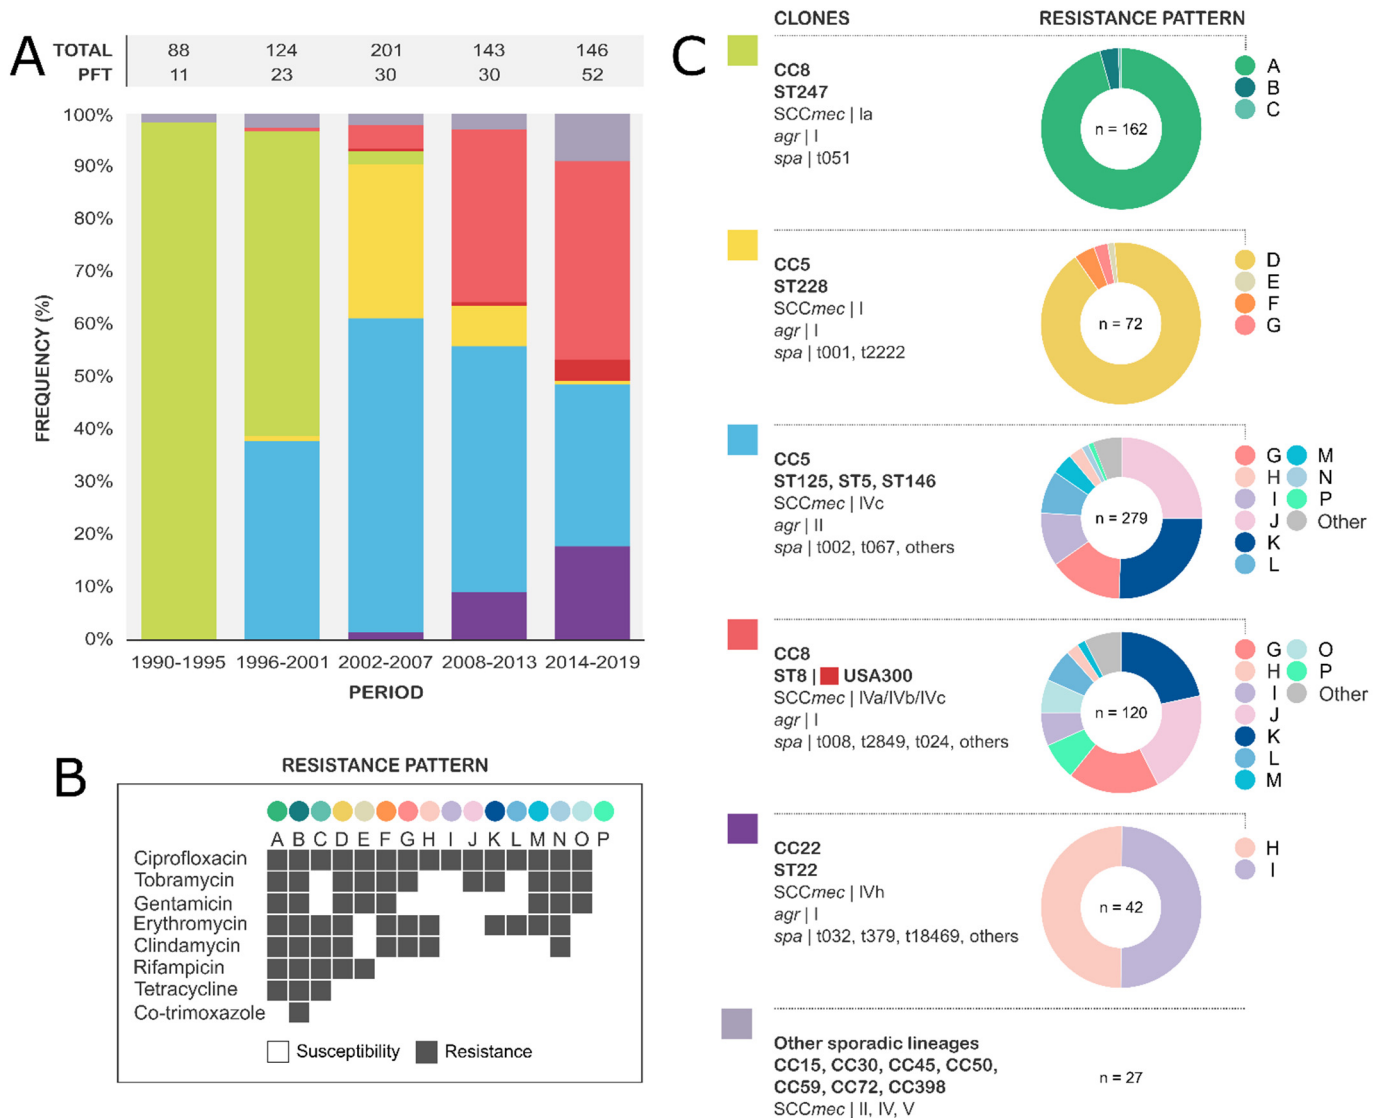 A
TOTAL 88 124 201 143 146
PFT 11 23 30 30 52
100%
90%
80%
70%
60%
50%
40%
30%
20%
10%
0%
FREQUENCY (%)
1990-1995 1996-2001 2002-2007 2008-2013 2014-2019
PERIOD
B
RESISTANCE PATTERN
A B C D E F G H I J K L M N O P
Ciprofloxacin
Tobramycin
Gentamicin
Erythromycin
Clindamycin
Rifampicin
Tetracycline
Co-trimoxazole
Susceptibility Resistance
C
CLONES RESISTANCE PATTERN
CC8
ST247
SCCmec | Ia
agr | I
spa | t051
n = 162
A
B
C
CC5
ST228
SCCmec | I
agr | I
spa | t001, t2222
n = 72
D
E
F
G
CC5
ST125, ST5, ST146
SCCmec | IVc
agr | II
spa | t002, t067, others
n = 279
G M
H N
I P
J Other
K
L
CC8
ST8 | USA300
SCCmec | IVa/IVb/IVc
agr | I
spa | t008, t2849, t024, others
n = 120
G O
H P
I Other
J
K
L
M
CC22
ST22
SCCmec | IVh
agr | I
spa | t032, t379, t18469, others
n = 42
H
I
Other sporadic lineages
CC15, CC30, CC45, CC50,
CC59, CC72, CC398
SCCmec | II, IV, V
n = 27